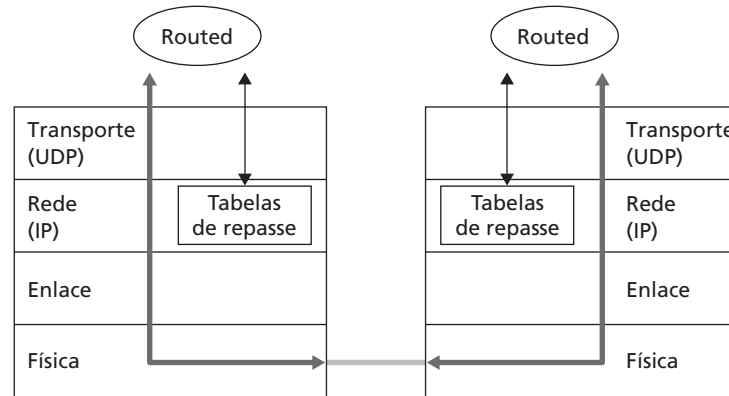 Routed
Routed
Transporte
(UDP)
Rede
(IP)
Tabelas
de repasse
Enlace
Física
Tabelas
de repasse
Transporte
(UDP)
Rede
(IP)
Enlace
Física